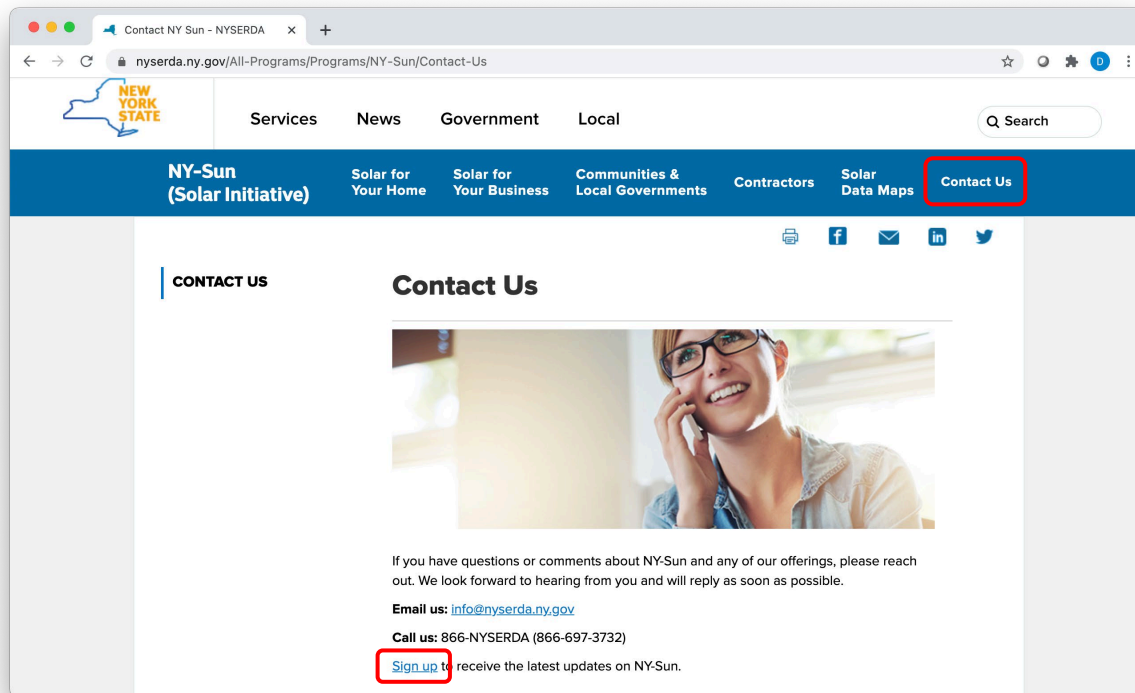 Contact NY Sun - NYSERDA
nyserda.ny.gov/All-Programs/Programs/NY-Sun/Contact-Us
D
NEW
YORK
STATE
Services News Government Local
Search
NY-Sun
(Solar Initiative)
Solar for
Your Home
Solar for
Your Business
Communities &
Local Governments
Contractors
Solar
Data Maps
Contact Us
CONTACT US
Contact Us
If you have questions or comments about NY-Sun and any of our offerings, please reach
out. We look forward to hearing from you and will reply as soon as possible.
Email us: info@nyserda.ny.gov
Call us: 866-NYSERDA (866-697-3732)
Sign up to receive the latest updates on NY-Sun.